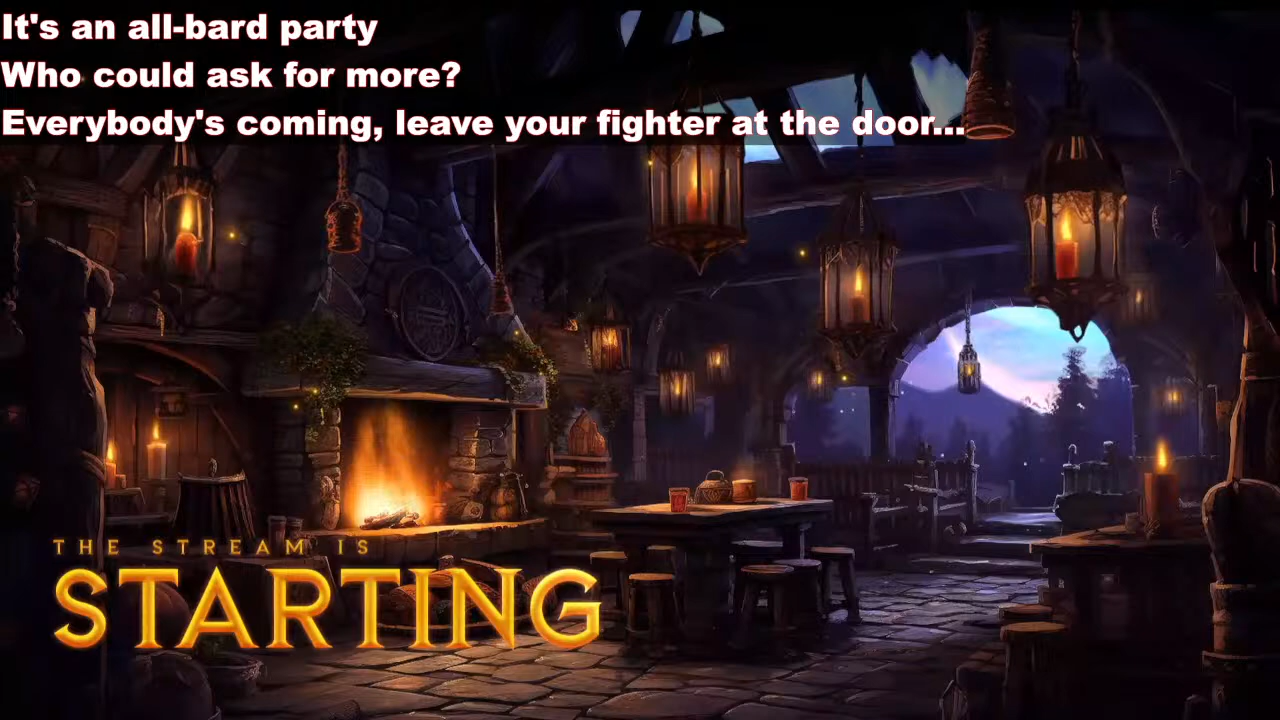 It's an all-bard party
Who could ask for more?
Everybody's coming, leave your fighter at the door...
THE STREAM IS
STARTING